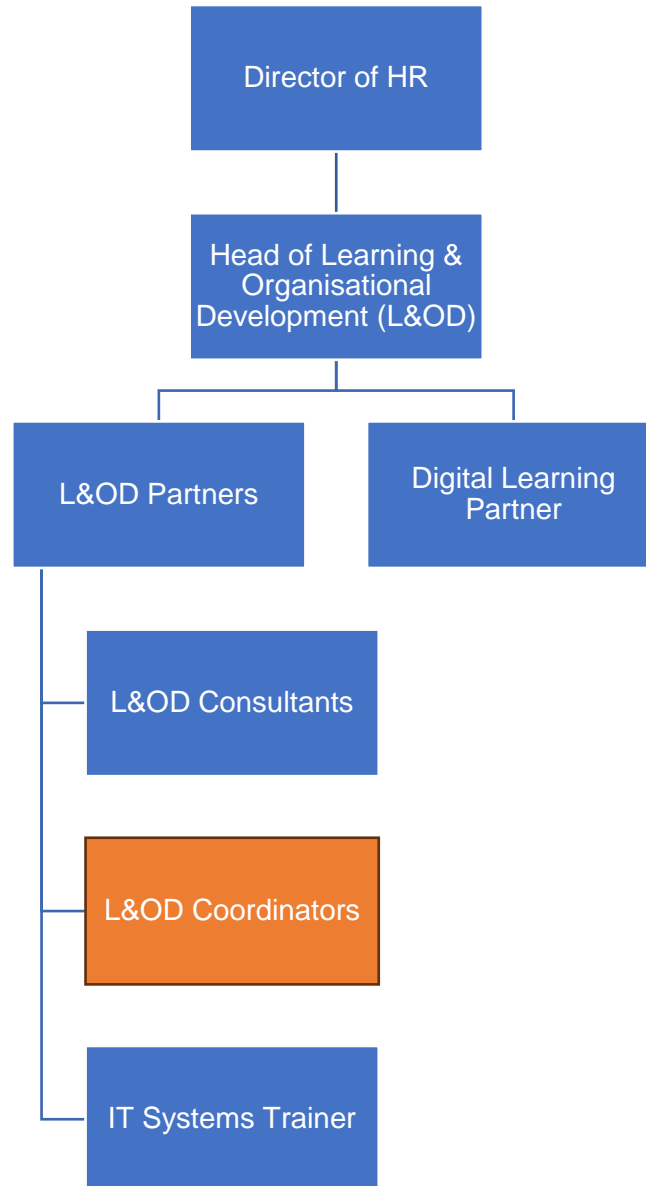 Director of HR
Head of Learning &
Organisational
Development (L&OD)
L&OD Partners
Digital Learning
Partner
L&OD Consultants
L&OD Coordinators
IT Systems Trainer